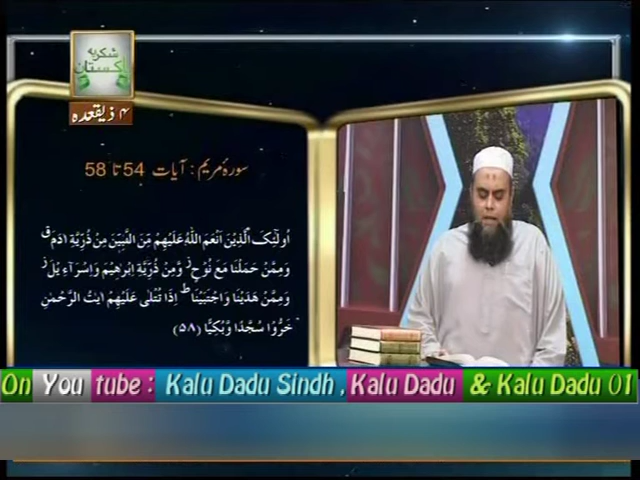 شکریہ
پاکستان
۴ ذیقعدہ
سورۂ مریم : آیات 54 تا 58
اُولٰٓئِکَ الَّذِیْنَ اَنْعَمَ اللّٰهُ عَلَیْهِمْ مِّنَ النَّبِیّٖنَ مِنْ ذُرِّیَّةِ اٰدَمَ ۗ
وَمِمَّنْ حَمَلْنَا مَعَ نُوْحٍ ز وَّمِنْ ذُرِّیَّةِ اِبْرٰهِیْمَ وَاِسْرَآءِیْلَ ز
وَمِمَّنْ هَدَیْنَا وَاجْتَبَیْنَا ط اِذَا تُتْلٰی عَلَیْهِمْ اٰیٰتُ الرَّحْمٰنِ
خَرُّوْا سُجَّدًا وَّبُکِیًّا (۵۸)
On You tube : Kalu Dadu Sindh , Kalu Dadu & Kalu Dadu 01